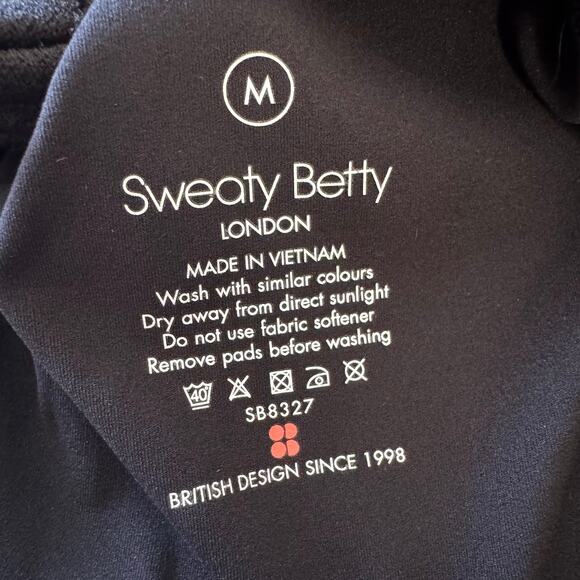 M
Sweaty Betty
LONDON
MADE IN VIETNAM
Wash with similar colours
Dry away from direct sunlight
Do not use fabric softener
Remove pads before washing
40°
SB8327
BRITISH DESIGN SINCE 1998